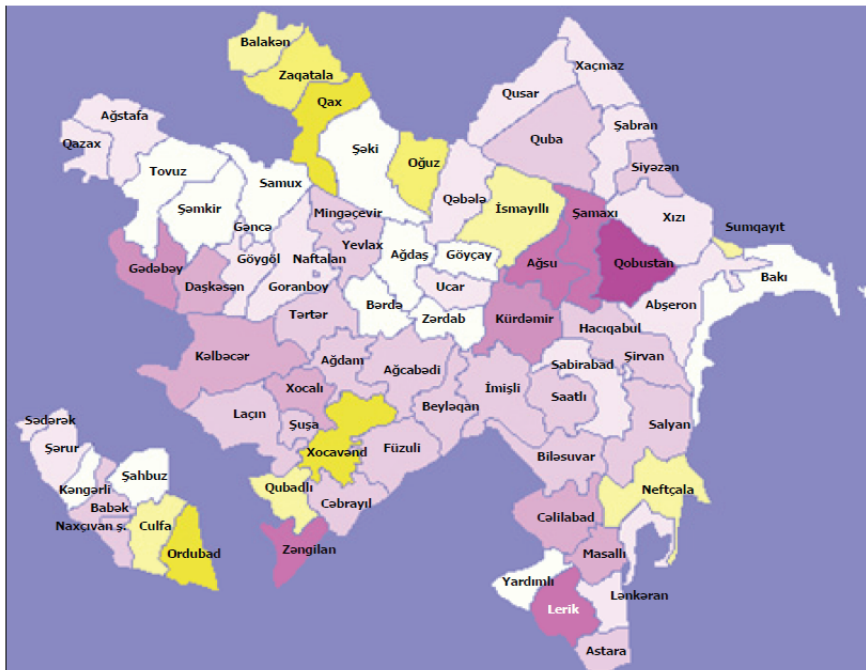 Balakən
Zaqatala
Qax
Xaçmaz
Qusar
Ağstafa
Şabran
Quba
Qazax
Şəki
Oğuz
Siyəzən
Tovuz
Samux
Qəbələ
İsmayıllı
Şamaxı
Xızı
Şəmkir
Mingəçevir
Sumqayıt
Gəncə
Yevlax
Ağdaş
Göyçay
Gədəbəy
Göygöl
Naftalan
Ağsu
Qobustan
Bakı
Daşkəsən
Goranboy
Ucar
Abşeron
Bərdə
Tərtər
Zərdab
Kürdəmir
Hacıqabul
Kəlbəcər
Ağdam
Ağcabədi
Sabirabad
Şirvan
Xocalı
İmişli
Saatlı
Laçın
Beyləqan
Sədərək
Şuşa
Salyan
Şərur
Xocavənd
Füzuli
Biləsuvar
Şahbuz
Kəngərli
Qubadlı
Neftçala
Babək
Cəbrayıl
Cəlilabad
Naxçıvan ş.
Culfa
Ordubad
Zəngilan
Masallı
Yardımlı
Lənkəran
Lerik
Astara